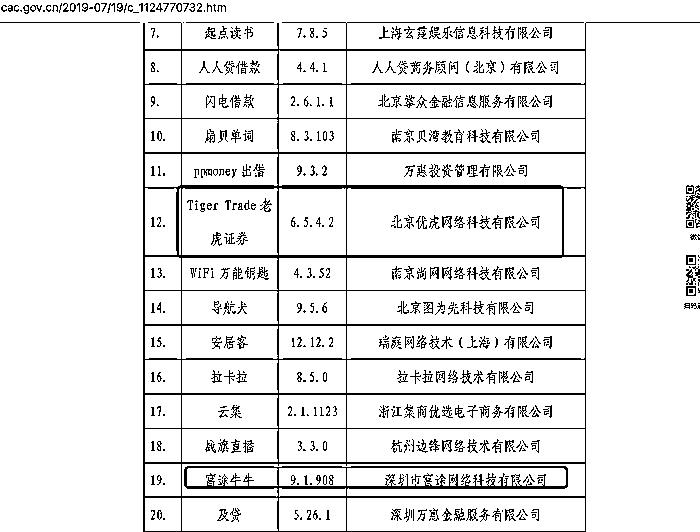 cac.gov.cn/2019-07/19/c_1124770732.htm
7. 起点读书 7.8.5 上海玄霆娱乐信息科技有限公司
8. 人人贷借款 4.4.1 人人贷商务顾问（北京）有限公司
9. 闪电借款 2.6.1.1 北京掌众金融信息服务有限公司
10. 扇贝单词 8.3.103 南京贝湾教育科技有限公司
11. ppmoney 出借 9.3.2 万惠投资管理有限公司
12. Tiger Trade 老虎证券 6.5.4.2 北京优虎网络科技有限公司
13. WiFi 万能钥匙 4.3.52 南京尚网网络科技有限公司
14. 导航犬 9.5.6 北京图为先科技有限公司
15. 安居客 12.12.2 瑞庭网络技术（上海）有限公司
16. 拉卡拉 8.5.0 拉卡拉网络技术有限公司
17. 云集 2.1.1123 浙江集商优选电子商务有限公司
18. 战旗直播 3.3.0 杭州边锋网络技术有限公司
19. 富途牛牛 9.1.908 深圳市富途网络科技有限公司
20. 及贷 5.26.1 深圳万惠金融服务有限公司